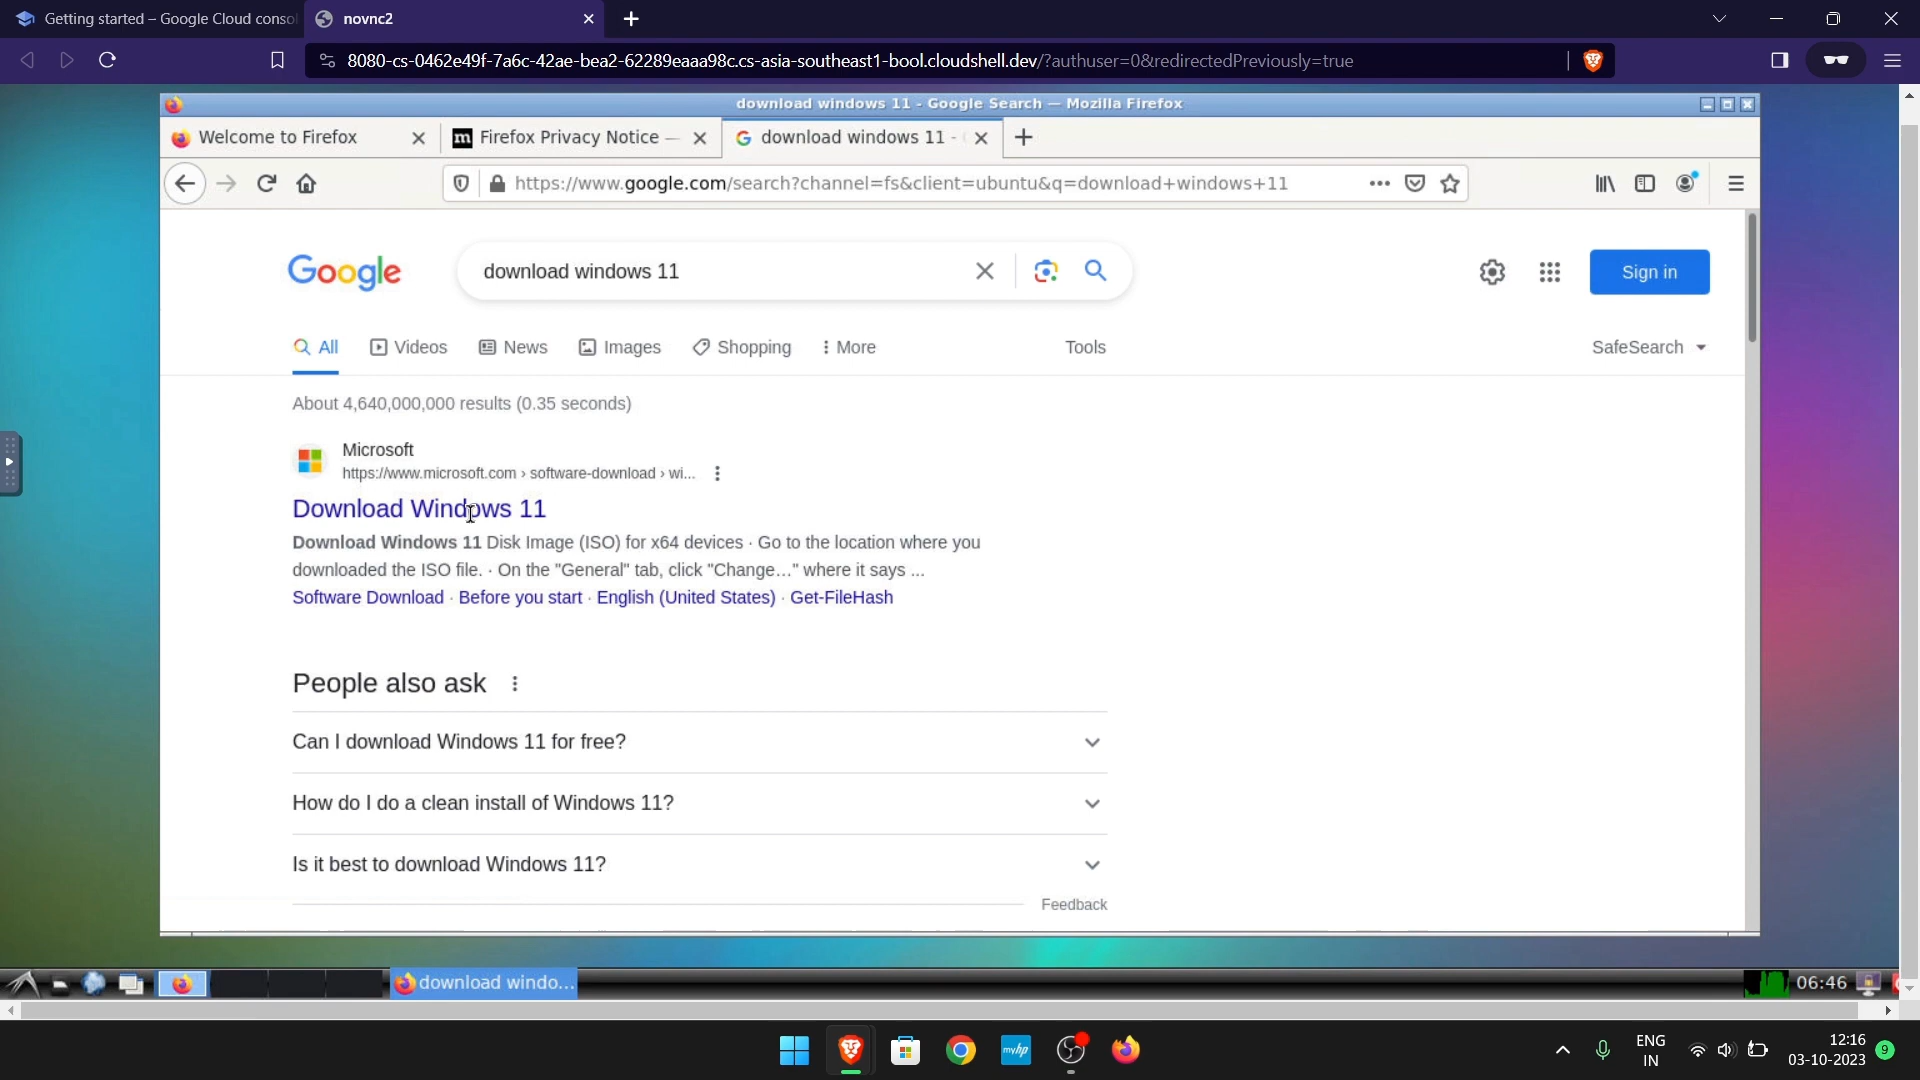 Getting started – Google Cloud consol
novnc2
8080-cs-0462e49f-7a6c-42ae-bea2-62289eaaa98c.cs-asia-southeast1-bool.cloudshell.dev/?authuser=0&redirectedPreviously=true
download windows 11 - Google Search — Mozilla Firefox
Welcome to Firefox
Firefox Privacy Notice —
download windows 11 -
https://www.google.com/search?channel=fs&client=ubuntu&q=download+windows+11
Google
download windows 11
Sign in
All
Videos
News
Images
Shopping
More
Tools
SafeSearch
About 4,640,000,000 results (0.35 seconds)
Microsoft
https://www.microsoft.com › software-download › wi...
Download Windows 11
Download Windows 11 Disk Image (ISO) for x64 devices · Go to the location where you
downloaded the ISO file. · On the "General" tab, click "Change…" where it says ...
Software Download · Before you start · English (United States) · Get-FileHash
People also ask
Can I download Windows 11 for free?
How do I do a clean install of Windows 11?
Is it best to download Windows 11?
Feedback
download windo...
06:46
myhp
ENG
IN
12:16
03-10-2023
9